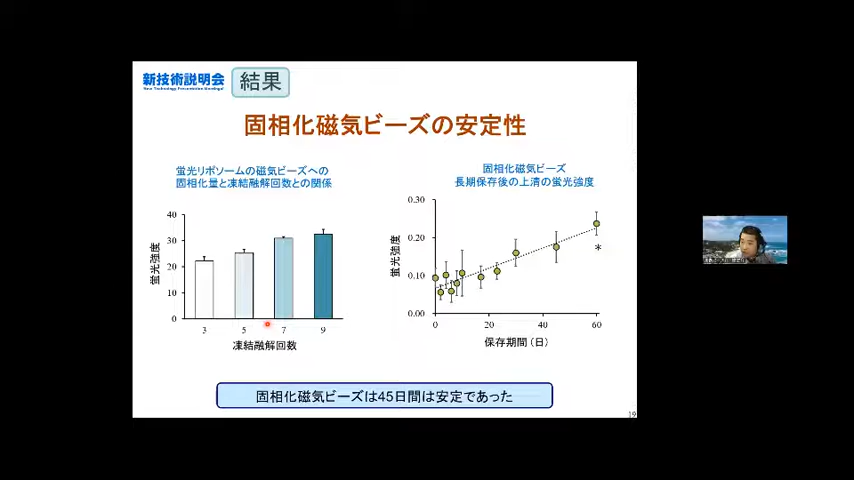 新技術説明会
New Technology Presentation Meetings!
結果
固相化磁気ビーズの安定性
蛍光リポソームの磁気ビーズへの
固相化量と凍結融解回数との関係
蛍光強度
40
30
20
10
0
3 5 7 9
凍結融解回数
固相化磁気ビーズ
長期保存後の上清の蛍光強度
蛍光強度
0.30
0.20
0.10
0.00
*
0 20 40 60
保存期間（日）
固相化磁気ビーズは45日間は安定であった
19